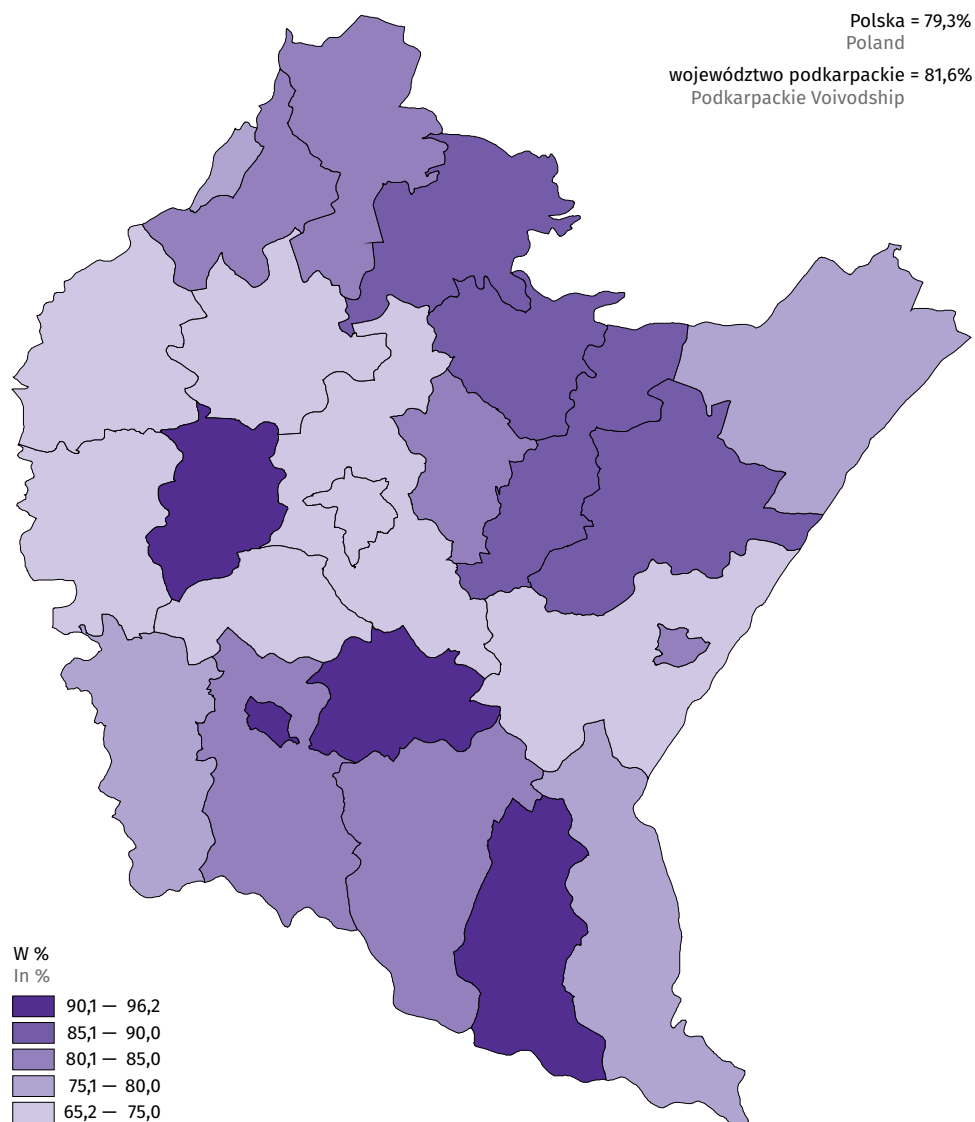 Polska = 79,3%
Poland
województwo podkarpackie = 81,6%
Podkarpackie Voivodship
W %
In %
90,1 — 96,2
85,1 — 90,0
80,1 — 85,0
75,1 — 80,0
65,2 — 75,0